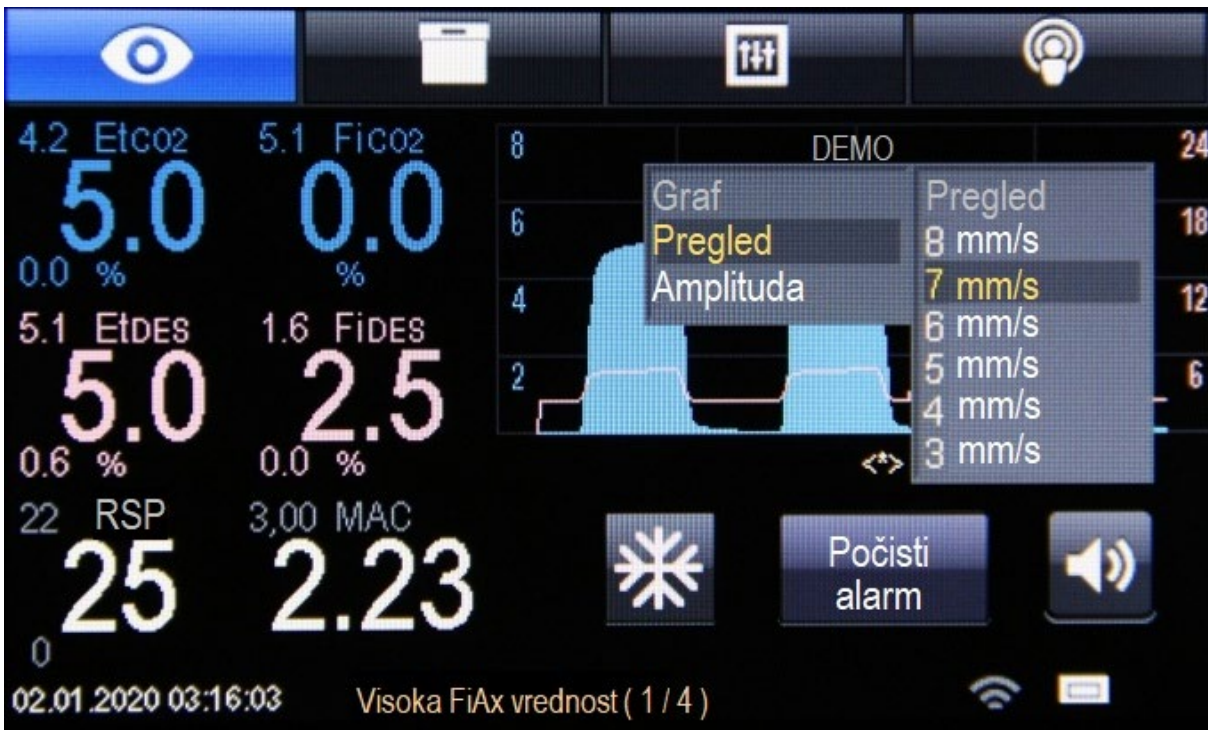 4.2 Etco2
5.0
0.0 %
5.1 Fico2
0.0
%
5.1 EtDES
5.0
0.6 %
1.6 FiDES
2.5
0.0 %
22 RSP
25
0
3,00 MAC
2.23
DEMO
8
6
4
2
24
18
12
6
Graf
Pregled
Amplituda
Pregled
8 mm/s
7 mm/s
6 mm/s
5 mm/s
4 mm/s
3 mm/s
<*>
Počisti
alarm
02.01.2020 03:16:03
Visoka FiAx vrednost ( 1 / 4 )